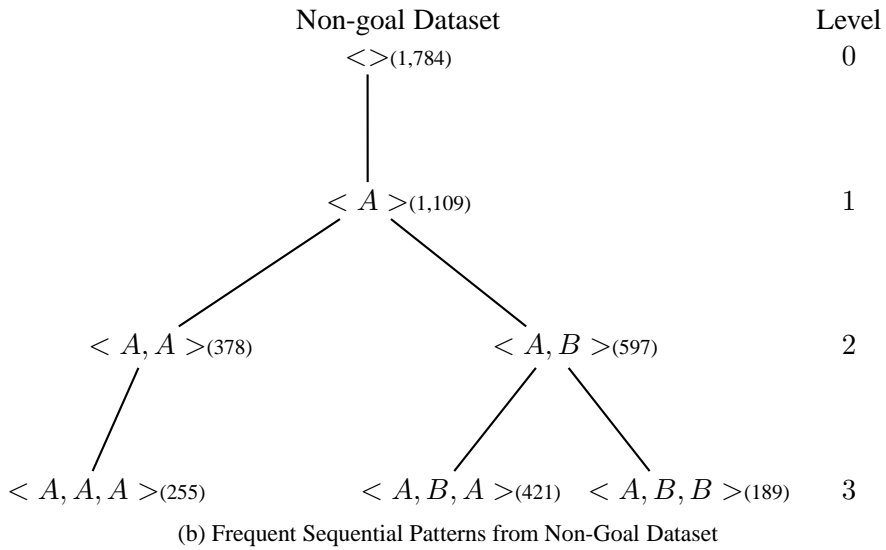 Non-goal Dataset Level
<>(1,784) 0
< A >(1,109) 1
< A, A >(378) < A, B >(597) 2
< A, A, A >(255) < A, B, A >(421) < A, B, B >(189) 3
(b) Frequent Sequential Patterns from Non-Goal Dataset